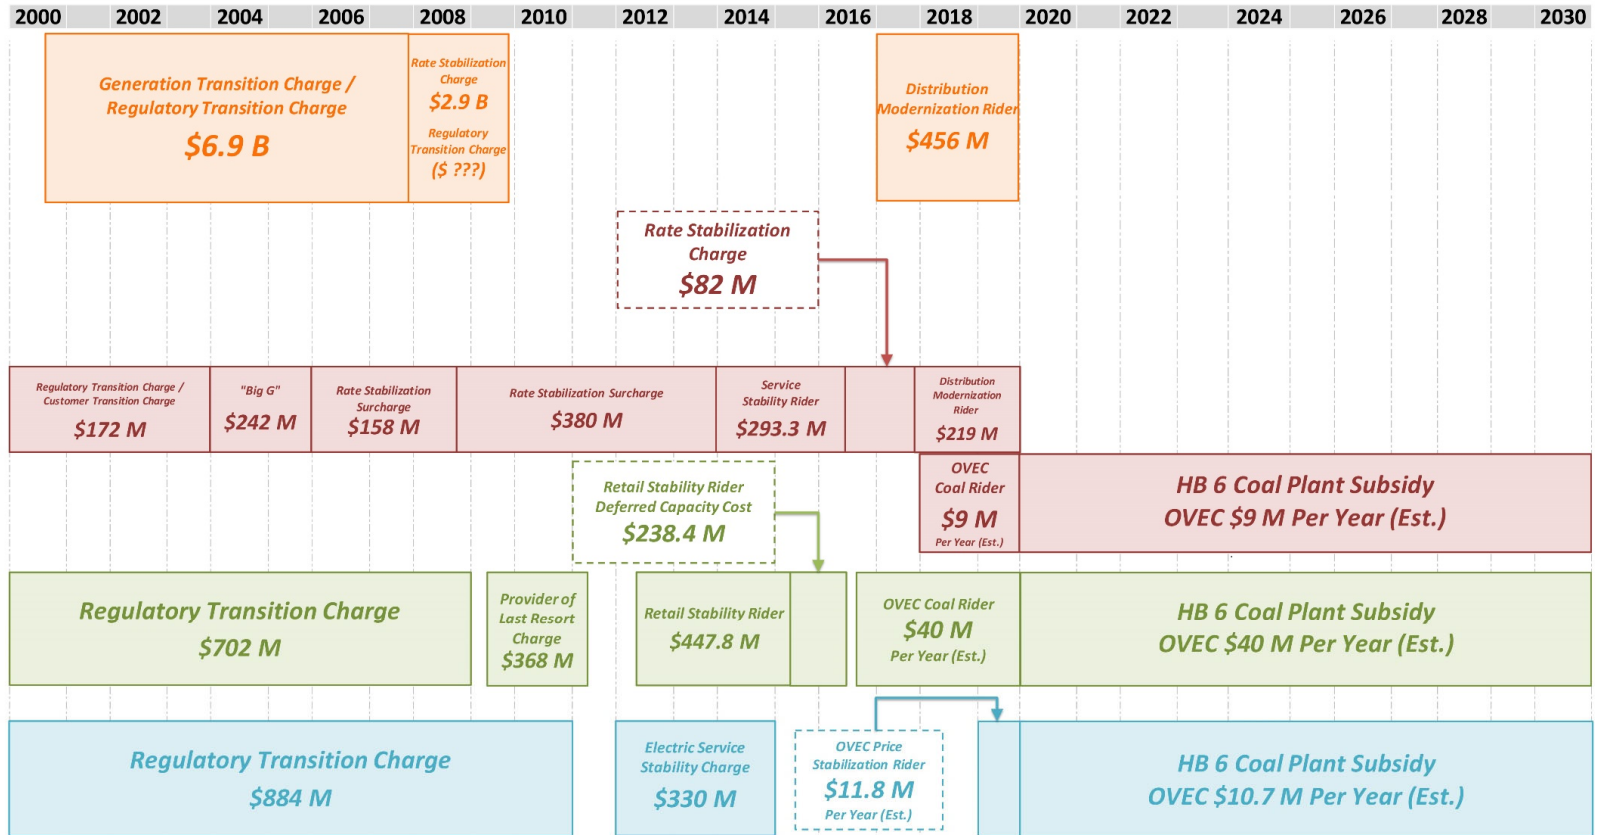 2000 2002 2004 2006 2008 2010 2012 2014 2016 2018 2020 2022 2024 2026 2028 2030
Generation Transition Charge /
Regulatory Transition Charge
$6.9 B
Rate Stabilization
Charge
$2.9 B
Regulatory
Transition Charge
($ ???)
Distribution
Modernization Rider
$456 M
Rate Stabilization
Charge
$82 M
Regulatory Transition Charge /
Customer Transition Charge
$172 M
"Big G"
$242 M
Rate Stabilization
Surcharge
$158 M
Rate Stabilization Surcharge
$380 M
Service
Stability Rider
$293.3 M
Distribution
Modernization
Rider
$219 M
OVEC
Coal Rider
$9 M
Per Year (Est.)
HB 6 Coal Plant Subsidy
OVEC $9 M Per Year (Est.)
Retail Stability Rider
Deferred Capacity Cost
$238.4 M
Regulatory Transition Charge
$702 M
Provider of
Last Resort
Charge
$368 M
Retail Stability Rider
$447.8 M
OVEC Coal Rider
$40 M
Per Year (Est.)
HB 6 Coal Plant Subsidy
OVEC $40 M Per Year (Est.)
Regulatory Transition Charge
$884 M
Electric Service
Stability Charge
$330 M
OVEC Price
Stabilization Rider
$11.8 M
Per Year (Est.)
HB 6 Coal Plant Subsidy
OVEC $10.7 M Per Year (Est.)